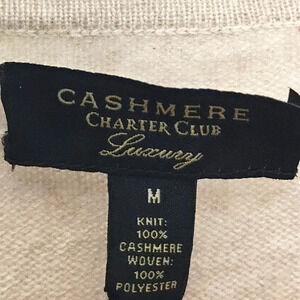 CASHMERE
CHARTER CLUB
Luxury
M
KNIT:
100%
CASHMERE
WOVEN:
100%
POLYESTER